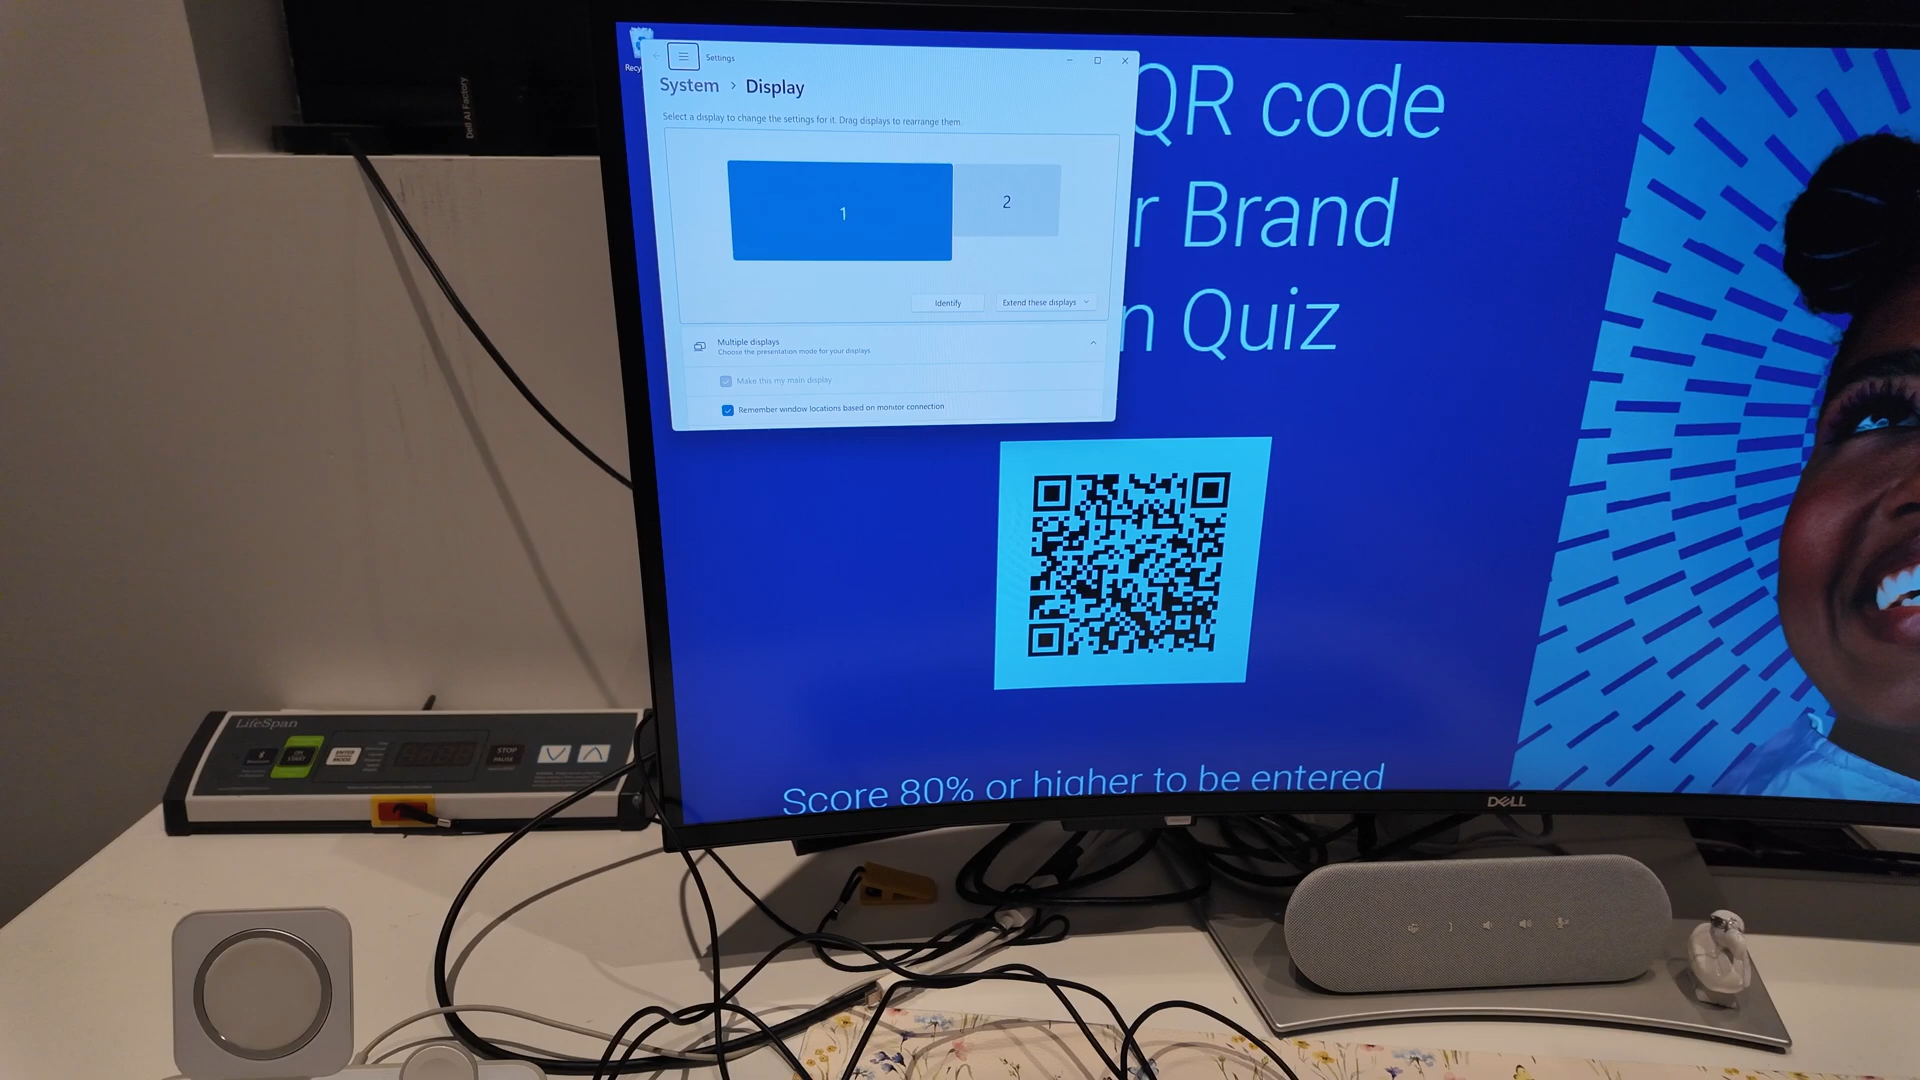 Dell AI Factory
Settings
System > Display
Select a display to change the settings for it. Drag displays to rearrange them.
1
2
Identify
Extend these displays
Multiple displays
Choose the presentation mode for your displays
Make this my main display
Remember window locations based on monitor connection
QR code
r Brand
n Quiz
Score 80% or higher to be entered
DELL
LifeSpan
START
ENTER
MODE
STOP
PAUSE